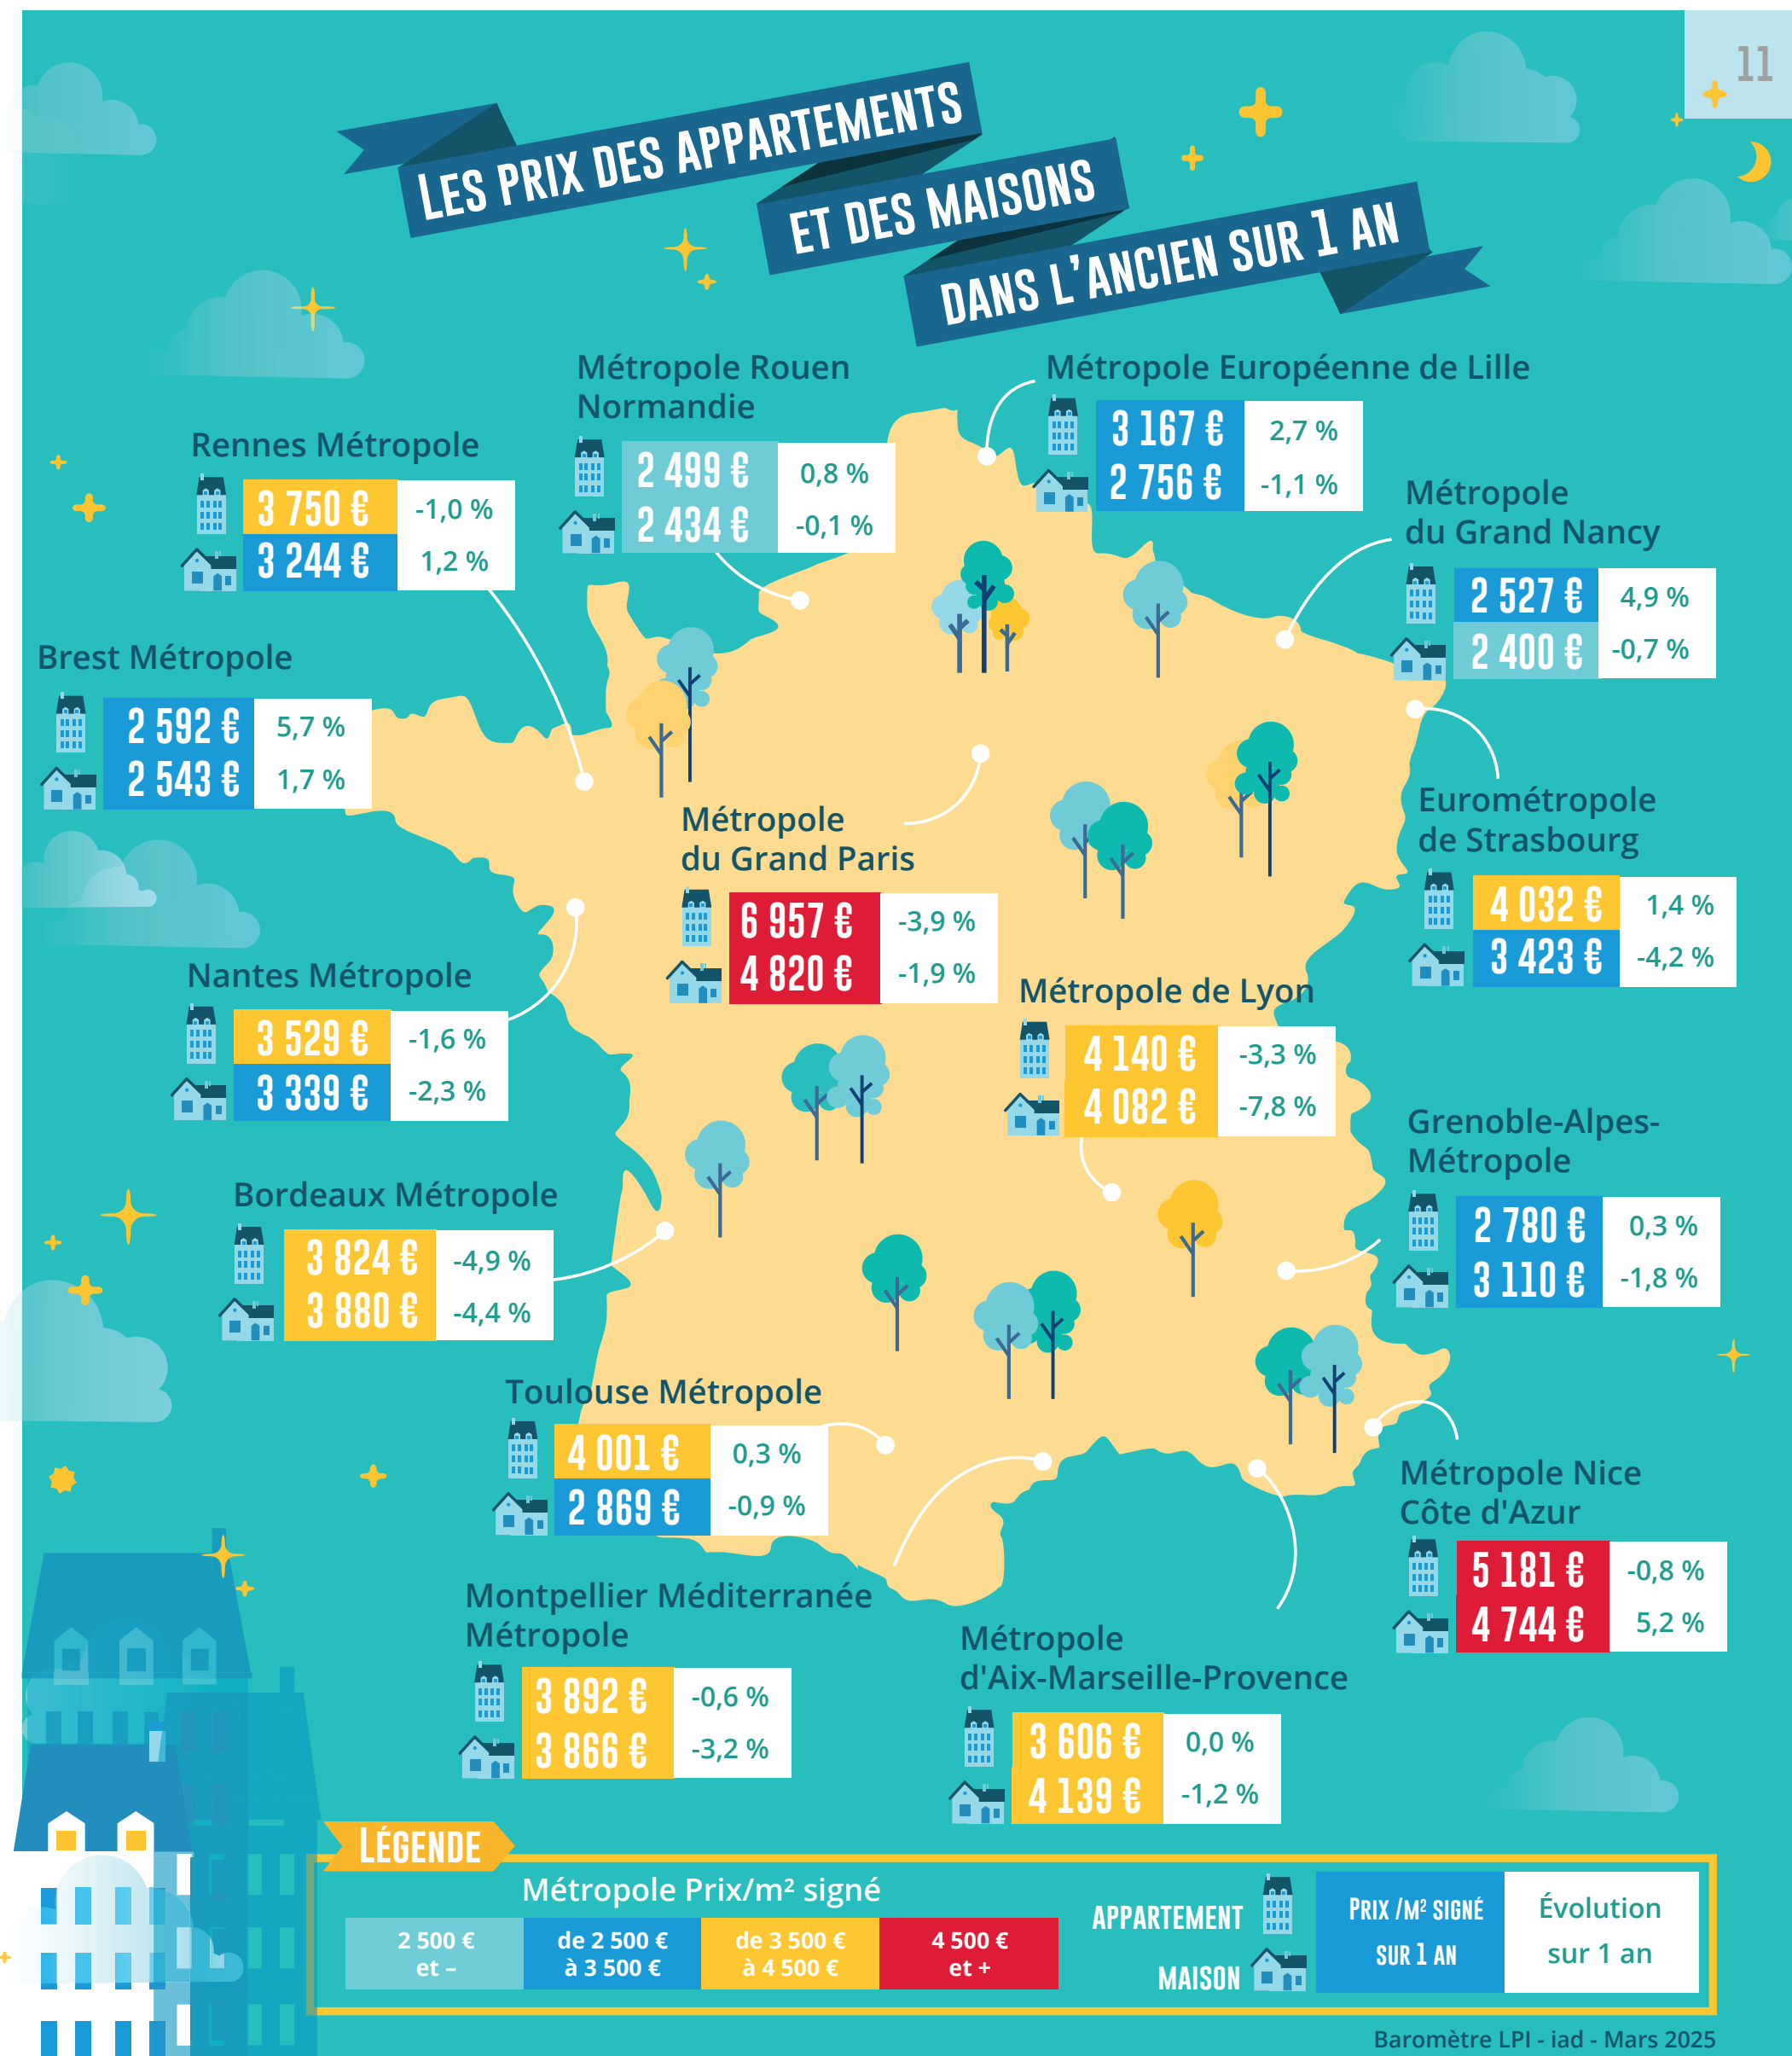 11
LES PRIX DES APPARTEMENTS
ET DES MAISONS
DANS L'ANCIEN SUR 1 AN
Métropole Rouen
Normandie
2 499 € 0,8 %
2 434 € -0,1 %
Métropole Européenne de Lille
3 167 € 2,7 %
2 756 € -1,1 %
Rennes Métropole
3 750 € -1,0 %
3 244 € 1,2 %
Métropole
du Grand Nancy
2 527 € 4,9 %
2 400 € -0,7 %
Brest Métropole
2 592 € 5,7 %
2 543 € 1,7 %
Métropole
du Grand Paris
6 957 € -3,9 %
4 820 € -1,9 %
Eurométropole
de Strasbourg
4 032 € 1,4 %
3 423 € -4,2 %
Nantes Métropole
3 529 € -1,6 %
3 339 € -2,3 %
Métropole de Lyon
4 140 € -3,3 %
4 082 € -7,8 %
Grenoble-Alpes-
Métropole
2 780 € 0,3 %
3 110 € -1,8 %
Bordeaux Métropole
3 824 € -4,9 %
3 880 € -4,4 %
Toulouse Métropole
4 001 € 0,3 %
2 869 € -0,9 %
Métropole Nice
Côte d'Azur
5 181 € -0,8 %
4 744 € 5,2 %
Montpellier Méditerranée
Métropole
3 892 € -0,6 %
3 866 € -3,2 %
Métropole
d'Aix-Marseille-Provence
3 606 € 0,0 %
4 139 € -1,2 %
LÉGENDE
Métropole Prix/m² signé
2 500 €
et –
de 2 500 €
à 3 500 €
de 3 500 €
à 4 500 €
4 500 €
et +
APPARTEMENT
MAISON
PRIX /M² SIGNÉ
SUR 1 AN
Évolution
sur 1 an
Baromètre LPI - iad - Mars 2025